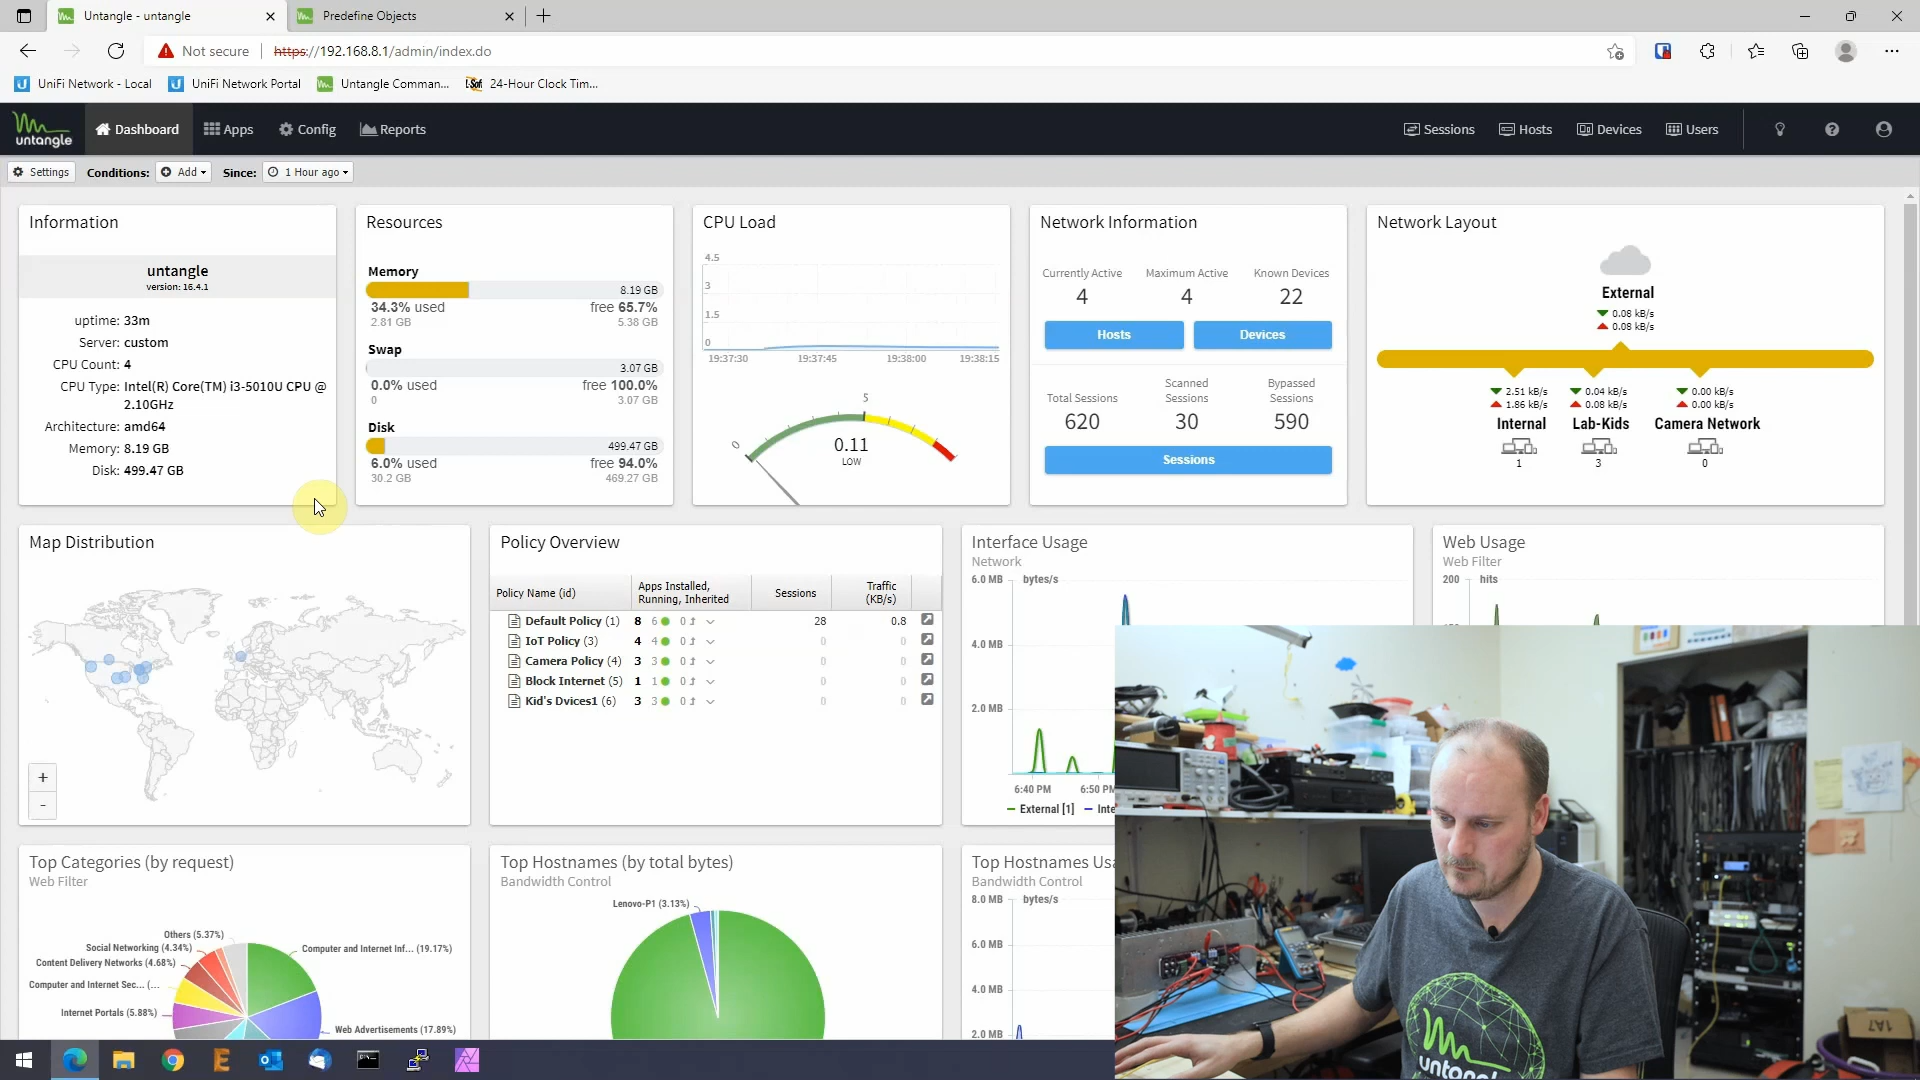 Untangle - untangle
Predefine Objects
Not secure
https://192.168.8.1/admin/index.do
UniFi Network - Local
UniFi Network Portal
Untangle Comman...
24-Hour Clock Tim...
untangle
Dashboard
Apps
Config
Reports
Sessions
Hosts
Devices
Users
Settings
Conditions:
Add
Since:
1 Hour ago
Information
untangle
version: 16.4.1
uptime: 33m
Server: custom
CPU Count: 4
CPU Type: Intel(R) Core(TM) i3-5010U CPU @
2.10GHz
Architecture: amd64
Memory: 8.19 GB
Disk: 499.47 GB
Resources
Memory
8.19 GB
34.3% used
free 65.7%
2.81 GB
5.38 GB
Swap
3.07 GB
0.0% used
free 100.0%
0
3.07 GB
Disk
499.47 GB
6.0% used
free 94.0%
30.2 GB
469.27 GB
CPU Load
4.5
3
1.5
0
19:37:30
19:37:45
19:38:00
19:38:15
0
5
0.11
LOW
Network Information
Currently Active
Maximum Active
Known Devices
4
4
22
Hosts
Devices
Total Sessions
Scanned
Sessions
Bypassed
Sessions
620
30
590
Sessions
Network Layout
External
0.08 kB/s
0.08 kB/s
2.51 kB/s
1.86 kB/s
Internal
1
0.04 kB/s
0.08 kB/s
Lab-Kids
3
0.00 kB/s
0.00 kB/s
Camera Network
0
Map Distribution
+
-
Policy Overview
Policy Name (id)
Apps Installed,
Running, Inherited
Sessions
Traffic
(KB/s)
Default Policy (1) 8 6 0 28 0.8
IoT Policy (3) 4 4 0 0 0
Camera Policy (4) 3 3 0 0 0
Block Internet (5) 1 1 0 0 0
Kid's Dvices1 (6) 3 3 0 0 0
Interface Usage
Network
6.0 MB
bytes/s
4.0 MB
2.0 MB
6:40 PM
6:50 PM
External [1]
Inte
Web Usage
Web Filter
200
hits
Top Categories (by request)
Web Filter
Others (5.37%)
Social Networking (4.34%)
Content Delivery Networks (4.68%)
Computer and Internet Sec... (...
Internet Portals (5.88%)
Computer and Internet Inf... (19.17%)
Web Advertisements (17.89%)
Top Hostnames (by total bytes)
Bandwidth Control
Lenovo-P1 (3.13%)
Top Hostnames Usa
Bandwidth Control
8.0 MB
bytes/s
6.0 MB
4.0 MB
2.0 MB
1A7
untang